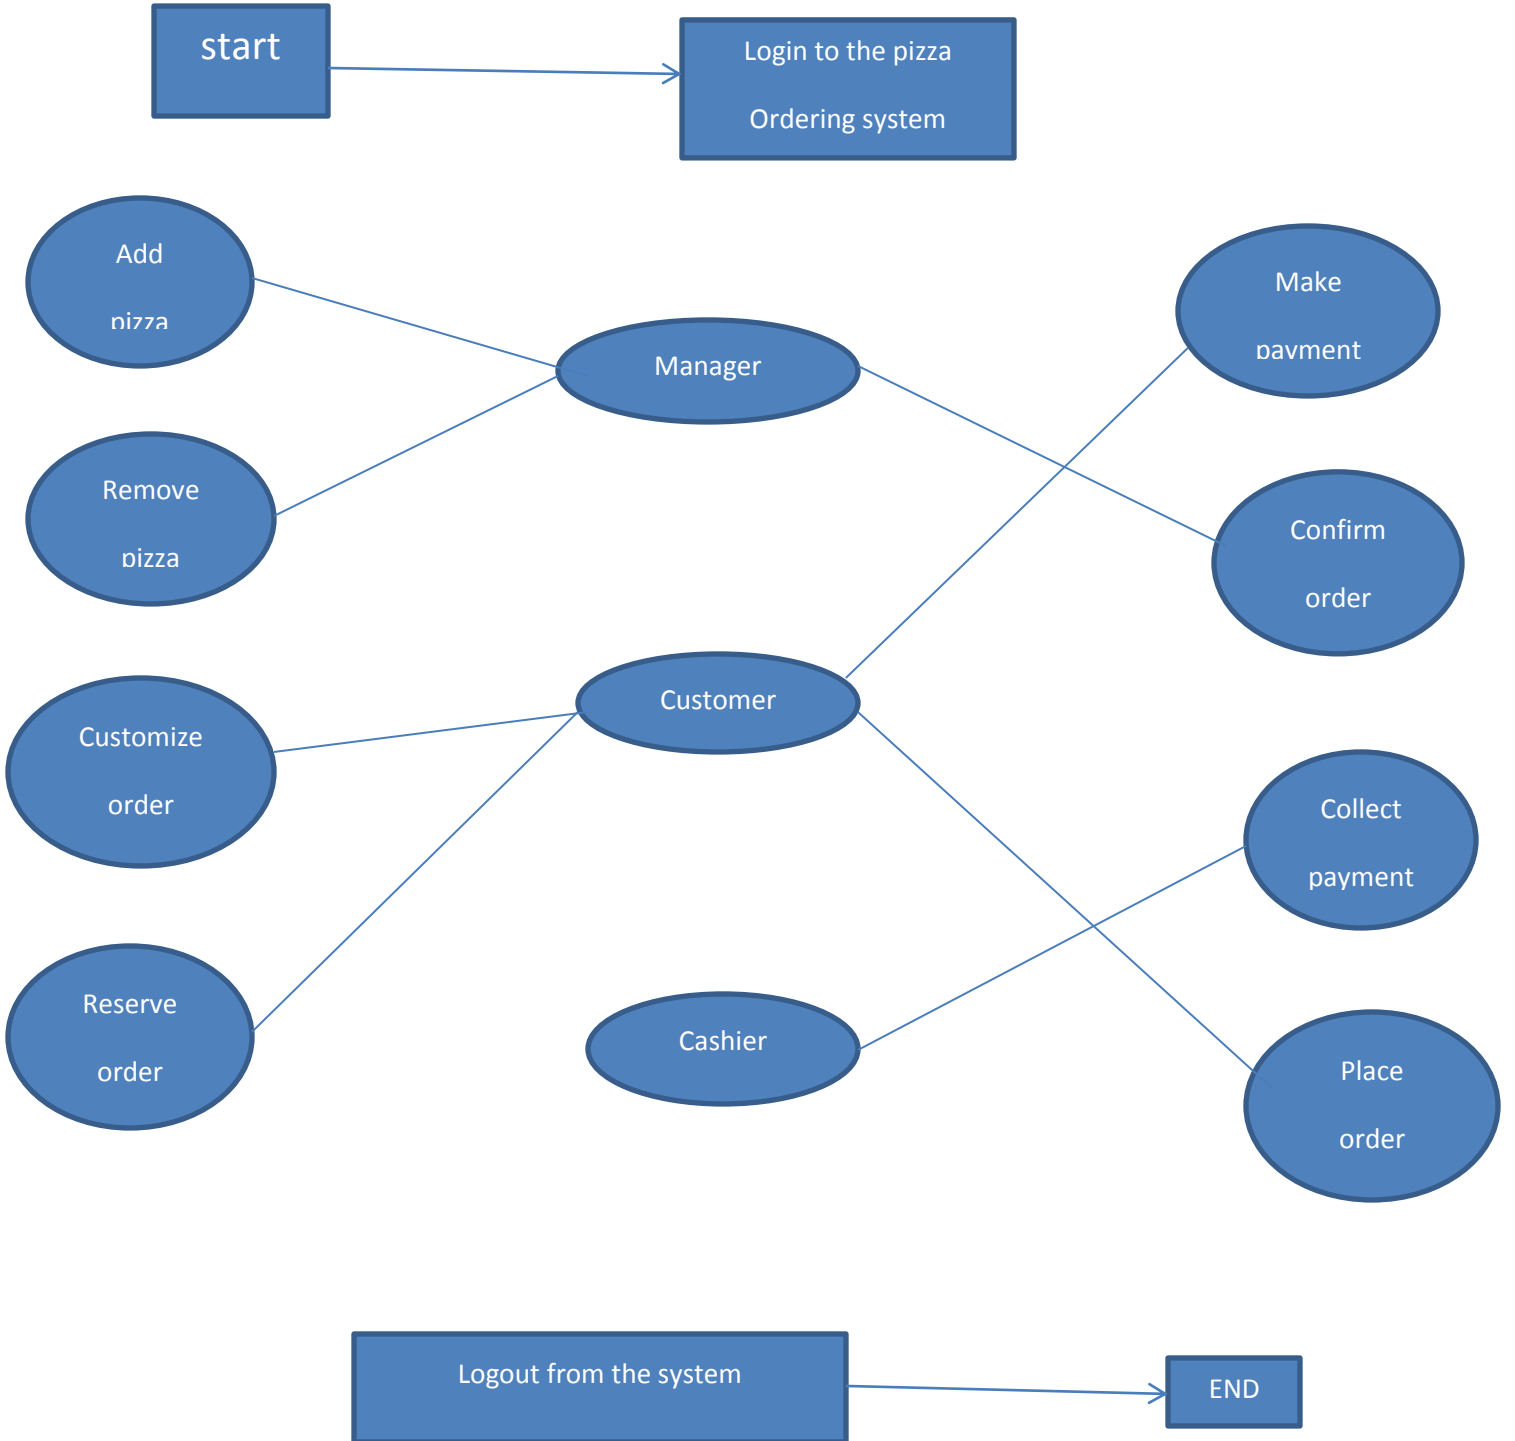 start
Login to the pizza
Ordering system
Add
pizza
Make
payment
Manager
Remove
pizza
Confirm
order
Customize
order
Customer
Collect
payment
Reserve
order
Cashier
Place
order
Logout from the system
END